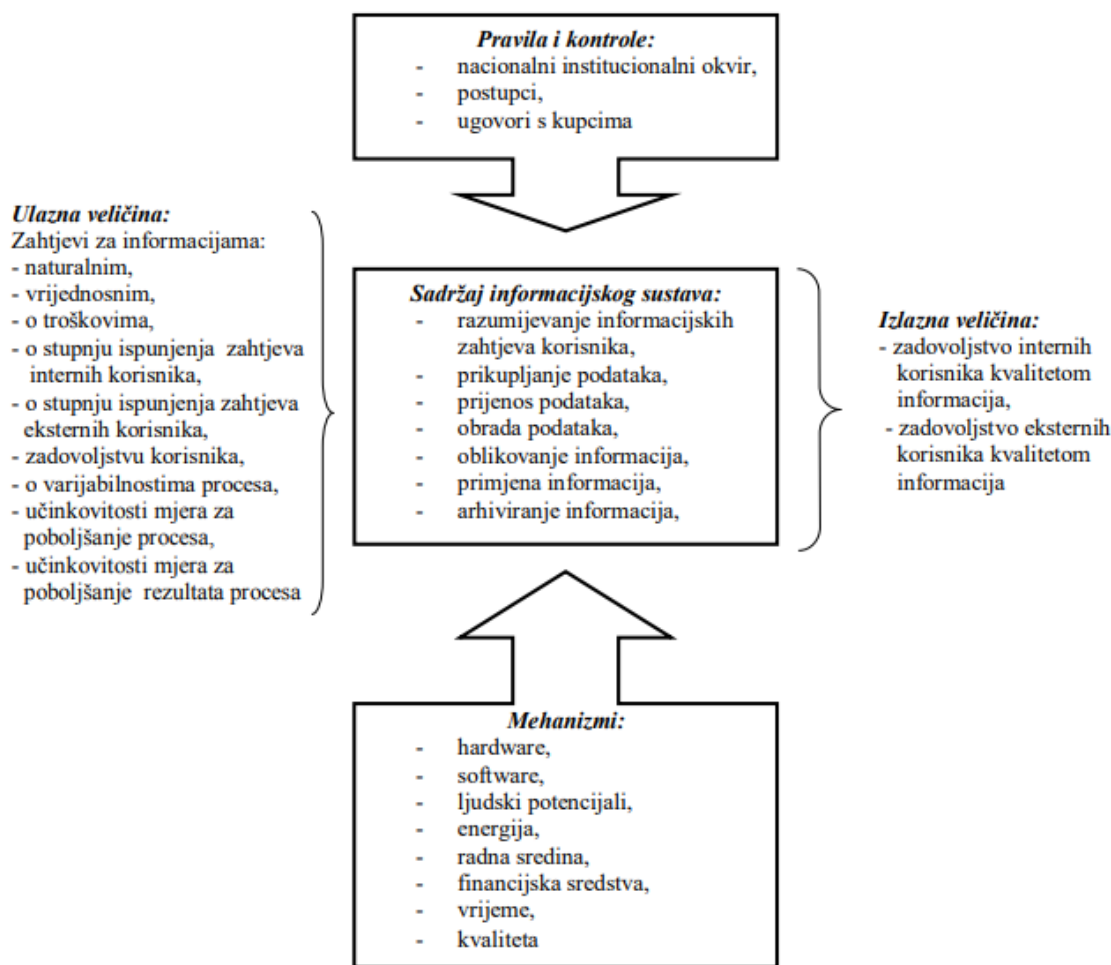 Pravila i kontrole:
- nacionalni institucionalni okvir,
- postupci,
- ugovori s kupcima
Ulazna veličina:
Zahtjevi za informacijama:
- naturalnim,
- vrijednosnim,
- o troškovima,
- o stupnju ispunjenja zahtjeva
internih korisnika,
- o stupnju ispunjenja zahtjeva
eksternih korisnika,
- zadovoljstvu korisnika,
- o varijabilnostima procesa,
- učinkovitosti mjera za
poboljšanje procesa,
- učinkovitosti mjera za
poboljšanje rezultata procesa
Sadržaj informacijskog sustava:
- razumijevanje informacijskih
zahtjeva korisnika,
- prikupljanje podataka,
- prijenos podataka,
- obrada podataka,
- oblikovanje informacija,
- primjena informacija,
- arhiviranje informacija,
Izlazna veličina:
- zadovoljstvo internih
korisnika kvalitetom
informacija,
- zadovoljstvo eksternih
korisnika kvalitetom
informacija
Mehanizmi:
- hardware,
- software,
- ljudski potencijali,
- energija,
- radna sredina,
- financijska sredstva,
- vrijeme,
- kvaliteta